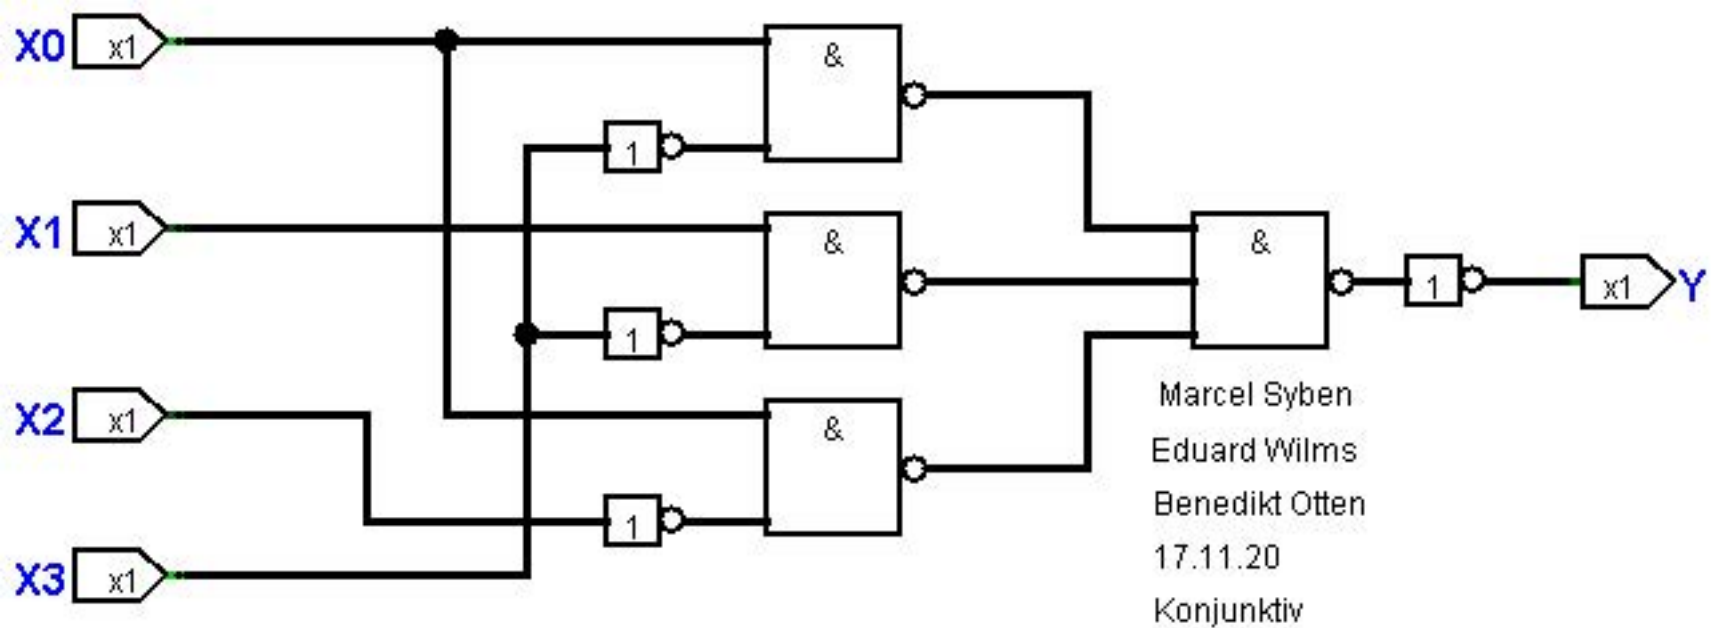 X0 x1
&
1
X1 x1
&
&
1
1
x1 Y
X2 x1
&
1
X3 x1
Marcel Syben
Eduard Wilms
Benedikt Otten
17.11.20
Konjunktiv